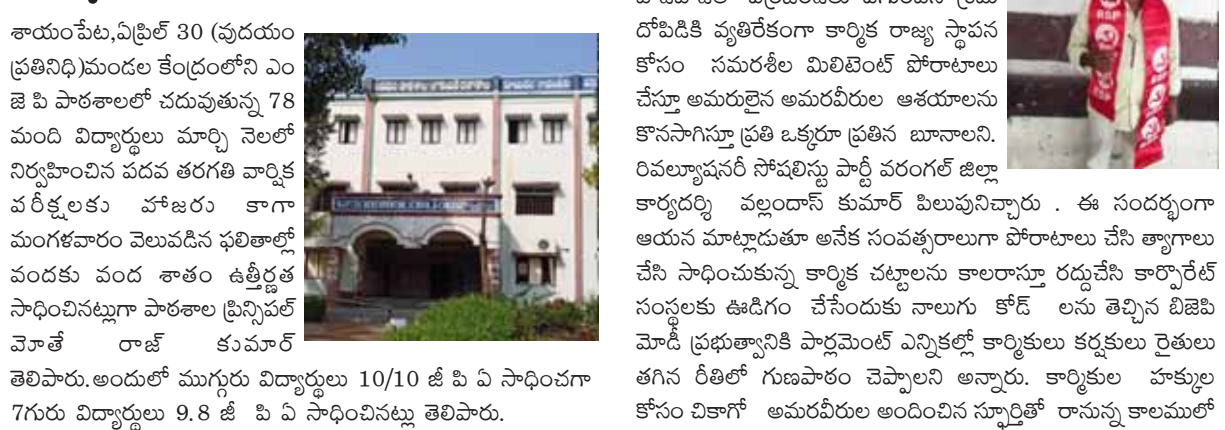 శాయంపేట,ఏప్రిల్ 30 (పుదయం
ప్రతినిధి)మండల కేంద్రంలోని ఎం
జె పి పాఠశాలలో చదువుతున్న 78
మంది విద్యార్థులు మార్చి నెలలో
నిర్వహించిన పదవ తరగతి వార్షిక
పరీక్షలకు హాజరు కాగా
మంగళవారం వెలువడిన ఫలితాల్లో
వందకు వంద శాతం ఉత్తీర్ణత
సాధించినట్లుగా పాఠశాల ప్రిన్సిపల్
మోతే రాజ్ కుమార్
తెలిపారు.అందులో ముగ్గురు విద్యార్థులు 10/10 జీ పి ఏ సాధించగా
7గురు విద్యార్థులు 9.8 జీ పి ఏ సాధించినట్లు తెలిపారు.
దోపిడికి వ్యతిరేకంగా కార్మిక రాజ్య స్థాపన
కోసం సమరశీల మిలిటెంట్ పోరాటాలు
చేస్తూ అమరులైన అమరవీరుల ఆశయాలను
కొనసాగిస్తూ ప్రతి ఒక్కరూ ప్రతిన బూనాలని.
రివల్యూషనరీ సోషలిస్టు పార్టీ వరంగల్ జిల్లా
కార్యదర్శి వల్లందాస్ కుమార్ పిలుపునిచ్చారు . ఈ సందర్భంగా
ఆయన మాట్లాడుతూ అనేక సంవత్సరాలుగా పోరాటాలు చేసి త్యాగాలు
చేసి సాధించుకున్న కార్మిక చట్టాలను కాలరాస్తూ రద్దుచేసి కార్పొరేట్
సంస్థలకు ఊడిగం చేసేందుకు నాలుగు కోడ్ లను తెచ్చిన బిజెపి
మోడీ ప్రభుత్వానికి పార్లమెంట్ ఎన్నికల్లో కార్మికులు కర్షకులు రైతులు
తగిన రీతిలో గుణపాఠం చెప్పాలని అన్నారు. కార్మికుల హక్కుల
కోసం చికాగో అమరవీరుల అందించిన స్ఫూర్తితో రానున్న కాలములో
RSP